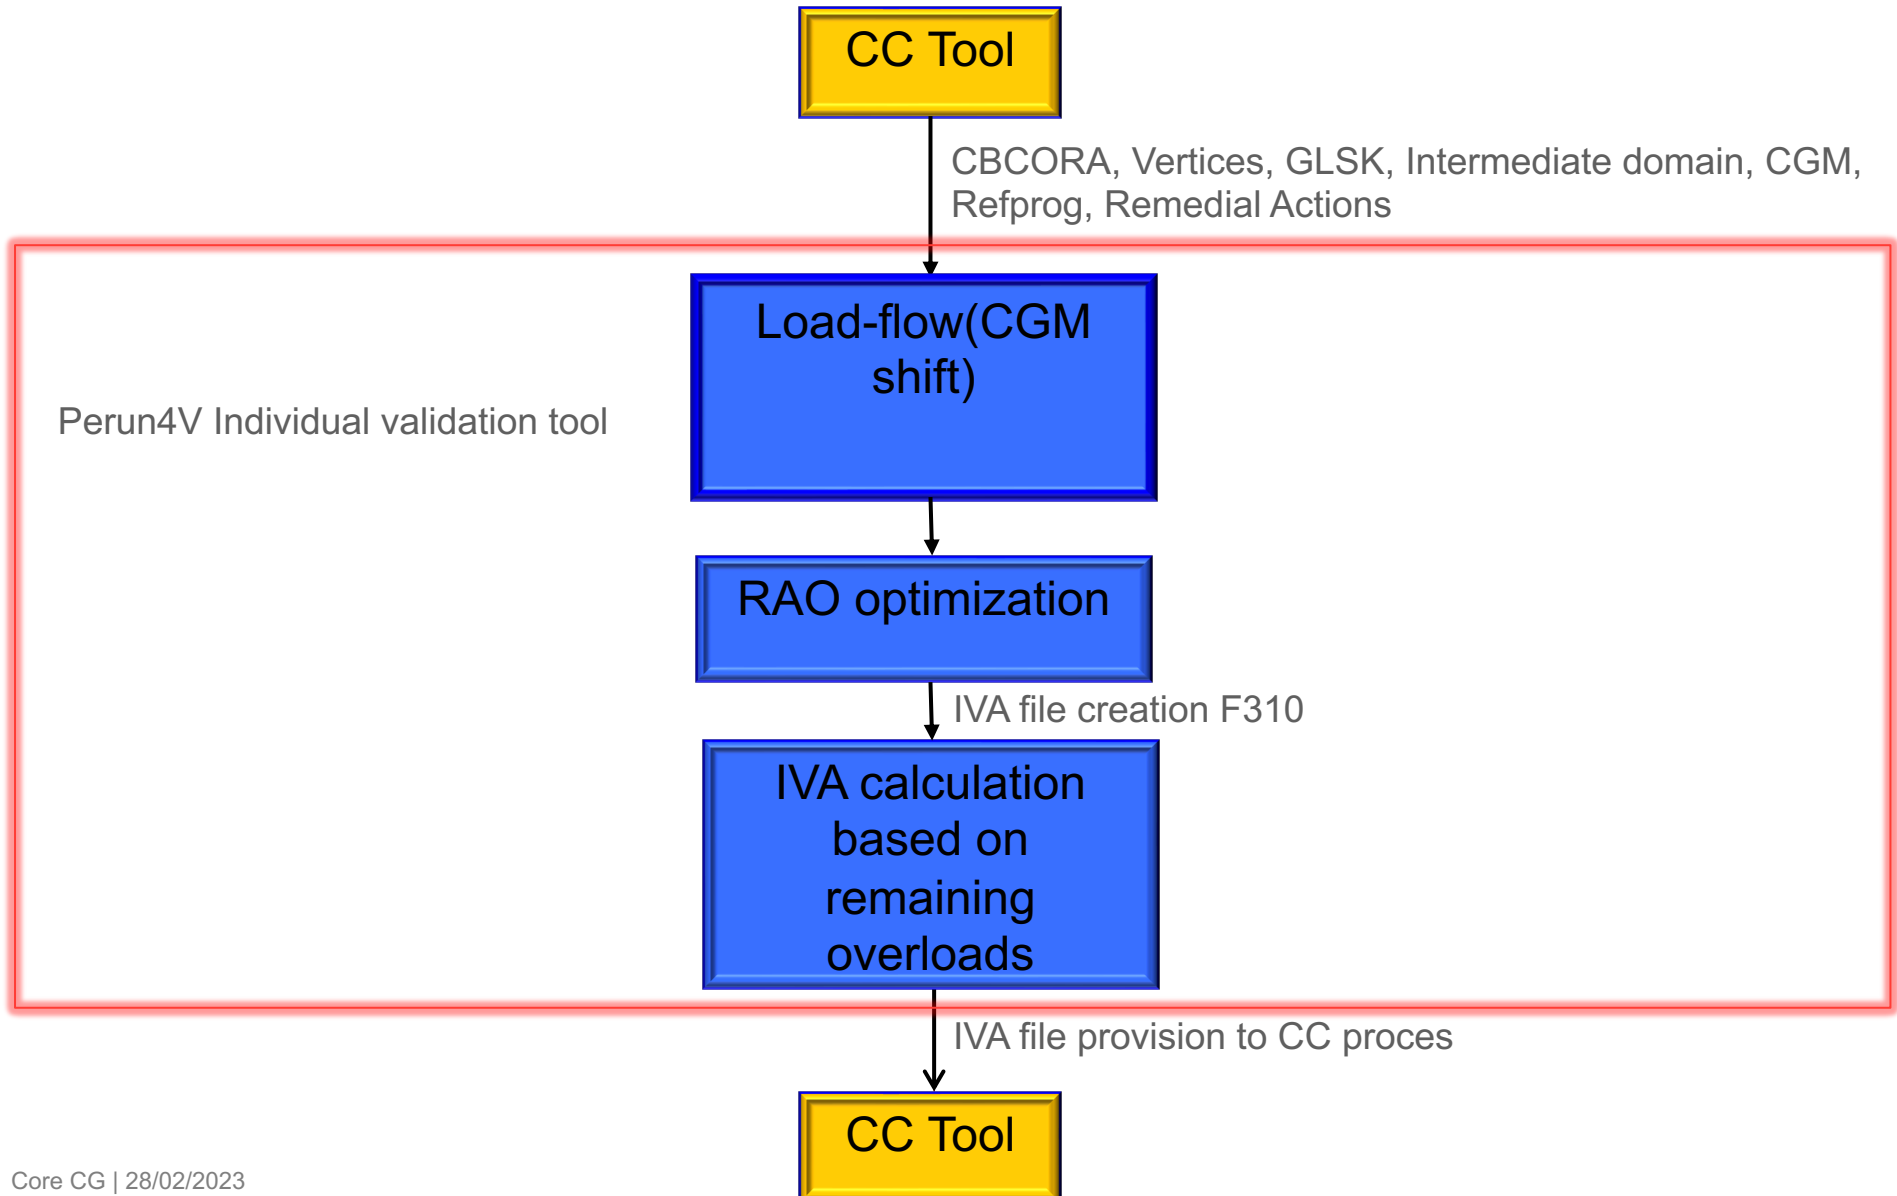 CC Tool
CBCORA, Vertices, GLSK, Intermediate domain, CGM,
Refprog, Remedial Actions
Load-flow(CGM
shift)
Perun4V Individual validation tool
RAO optimization
IVA file creation F310
IVA calculation
based on
remaining
overloads
IVA file provision to CC proces
CC Tool
Core CG | 28/02/2023